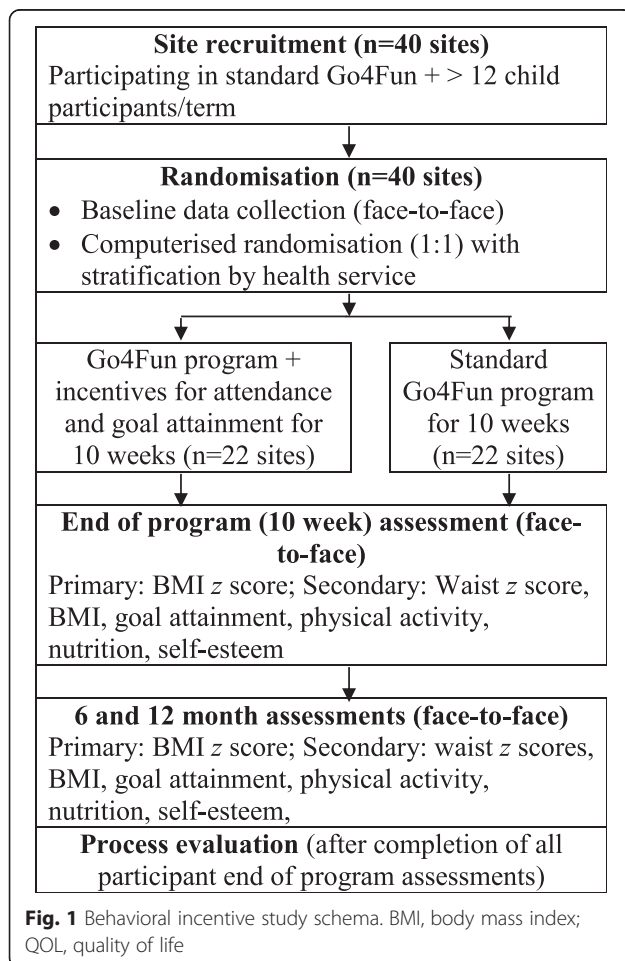 Site recruitment (n=40 sites)
Participating in standard Go4Fun + > 12 child
participants/term
Randomisation (n=40 sites)
• Baseline data collection (face-to-face)
• Computerised randomisation (1:1) with
stratification by health service
Go4Fun program +
incentives for attendance
and goal attainment for
10 weeks (n=22 sites)
Standard
Go4Fun program
for 10 weeks
(n=22 sites)
End of program (10 week) assessment (face-
to-face)
Primary: BMI z score; Secondary: Waist z score,
BMI, goal attainment, physical activity,
nutrition, self-esteem
6 and 12 month assessments (face-to-face)
Primary: BMI z score; Secondary: waist z scores,
BMI, goal attainment, physical activity,
nutrition, self-esteem,
Process evaluation (after completion of all
participant end of program assessments)
Fig. 1 Behavioral incentive study schema. BMI, body mass index;
QOL, quality of life